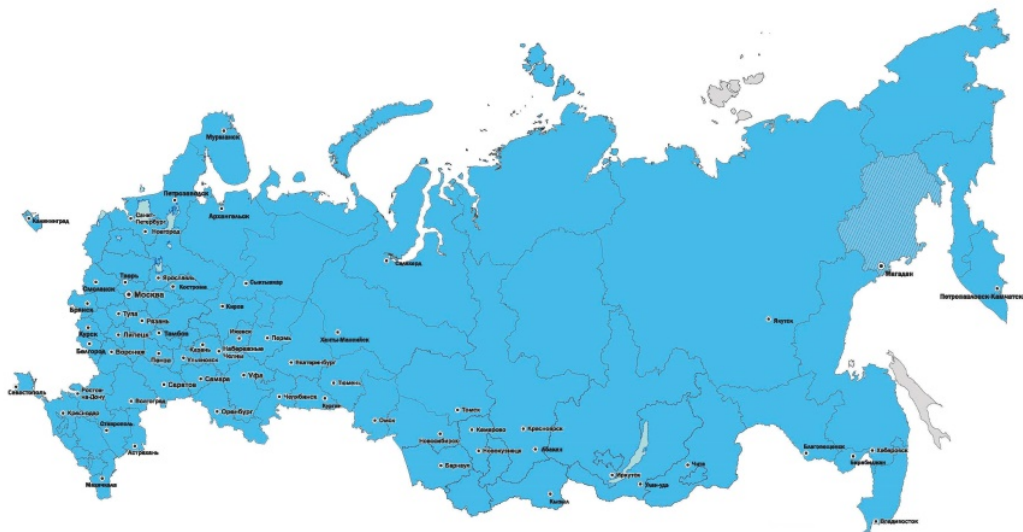 Мурманск
Петрозаводск
Калининград
Санкт-
Петербург
Архангельск
Новгород
Салехард
Магадан
Тверь
Ярославль
Сыктывкар
Смоленск
Кострома
Москва
Петропавловск-Камчатск
Брянск
Киров
Тула
Рязань
Якутск
Курск
Липецк
Тамбов
Ижевск
Пермь
Ханты-Мансийск
Белгород
Воронеж
Пенза
Казань
Ульяновск
Набережные
Челны
Екатеринбург
Саратов
Самара
Уфа
Тюмень
Севастополь
Ростов-
на-Дону
Волгоград
Оренбург
Челябинск
Курган
Краснодар
Томск
Омск
Ставрополь
Новосибирск
Кемерово
Красноярск
Астрахань
Новокузнецк
Абакан
Благовещенск
Хабаровск
Барнаул
Иркутск
Чита
Биробиджан
Махачкала
Улан-удэ
Кызыл
Владивосток